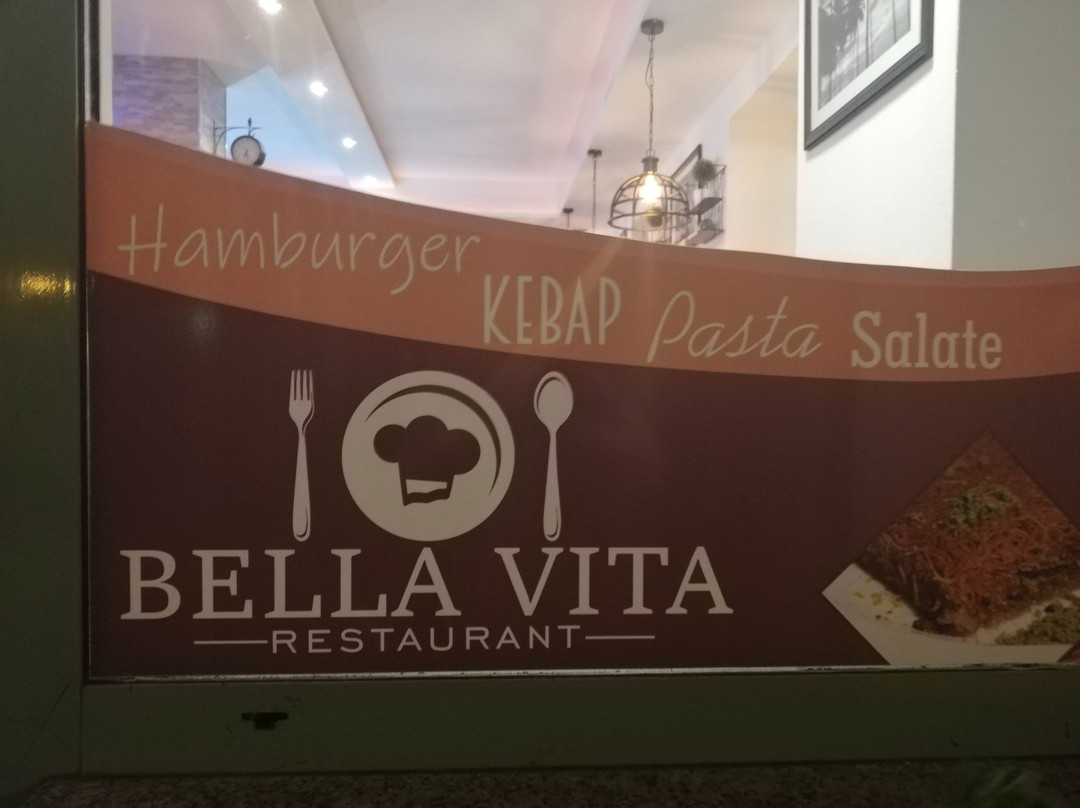 Hamburger KEBAP Pasta Salate
BELLA VITA
RESTAURANT